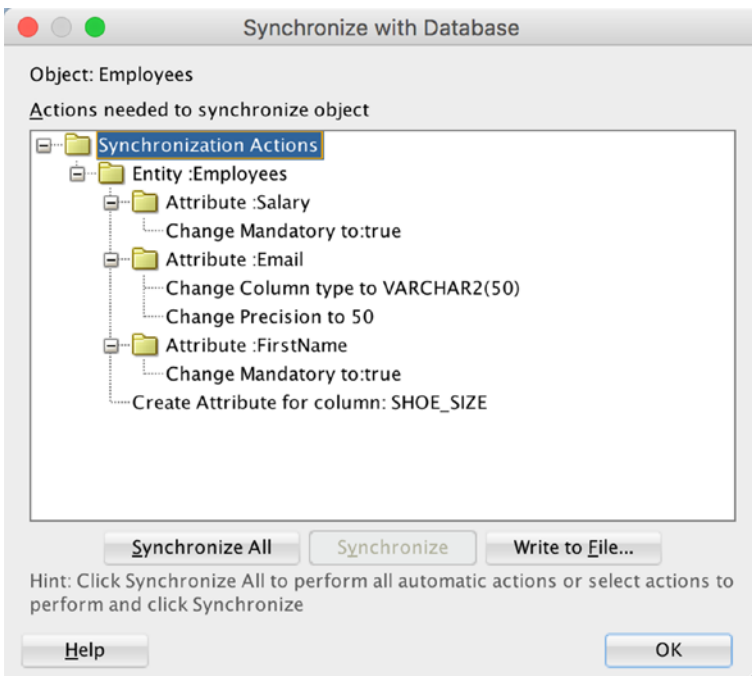 Synchronize with Database
Object: Employees
Actions needed to synchronize object
Synchronization Actions
Entity :Employees
Attribute :Salary
Change Mandatory to:true
Attribute :Email
Change Column type to VARCHAR2(50)
Change Precision to 50
Attribute :FirstName
Change Mandatory to:true
Create Attribute for column: SHOE_SIZE
Synchronize All Synchronize Write to File...
Hint: Click Synchronize All to perform all automatic actions or select actions to
perform and click Synchronize
Help OK